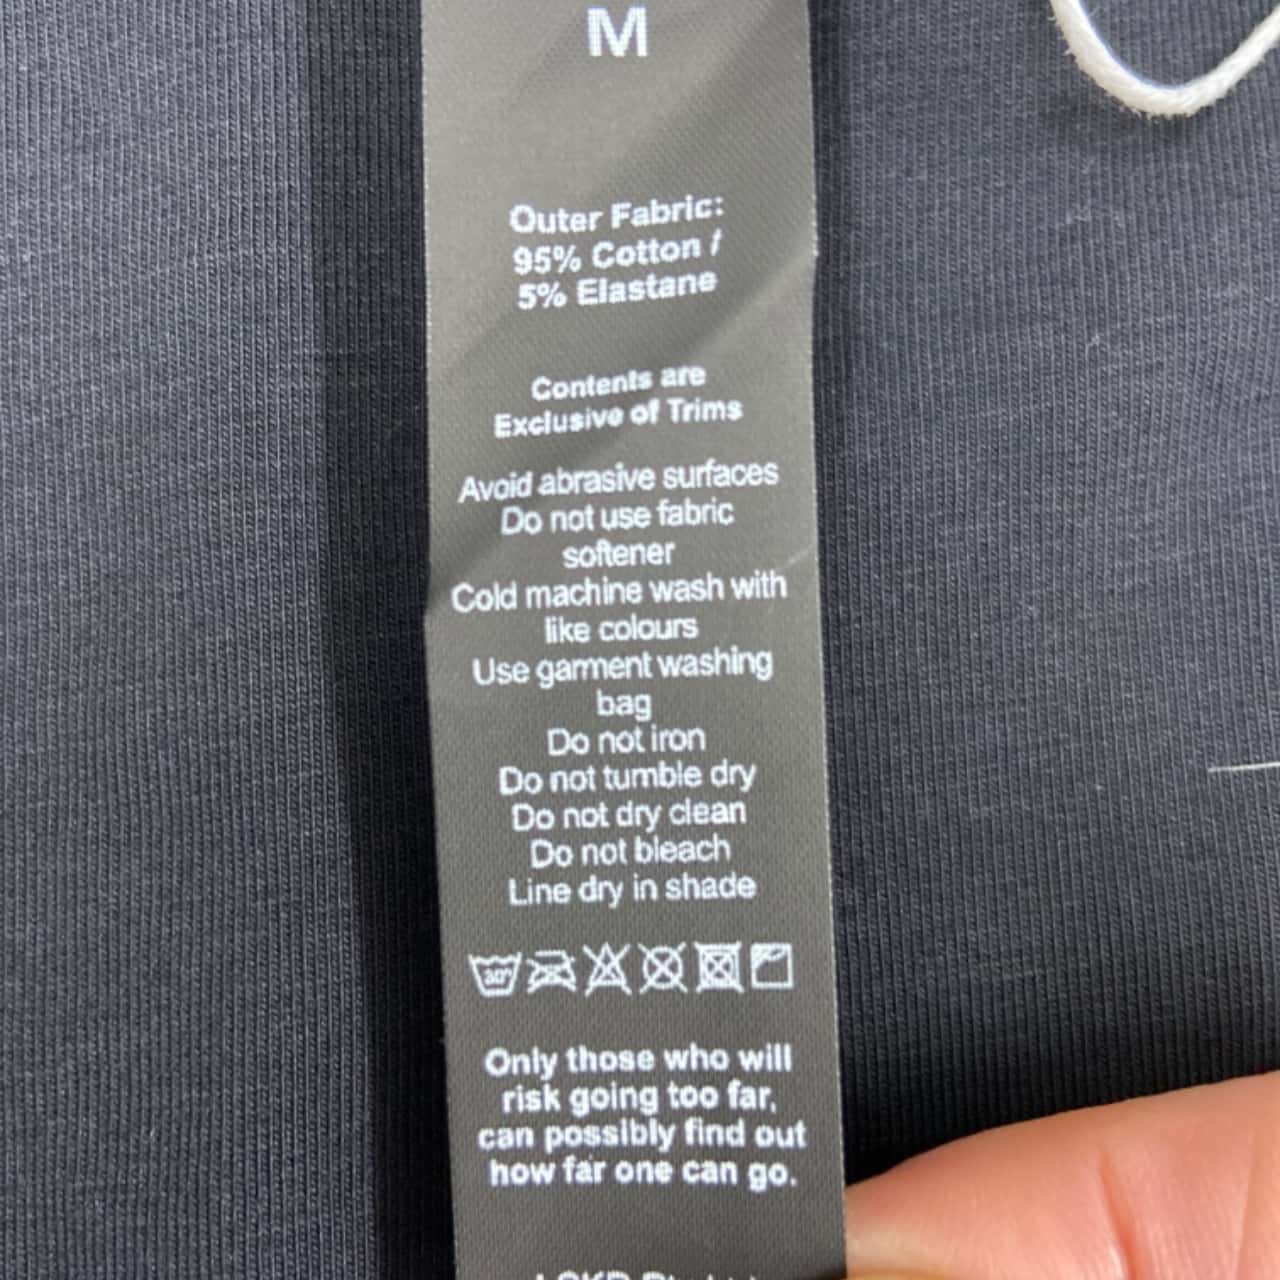 M
Outer Fabric:
95% Cotton /
5% Elastane
Contents are
Exclusive of Trims
Avoid abrasive surfaces
Do not use fabric
softener
Cold machine wash with
like colours
Use garment washing
bag
Do not iron
Do not tumble dry
Do not dry clean
Do not bleach
Line dry in shade
30°
Only those who will
risk going too far,
can possibly find out
how far one can go.